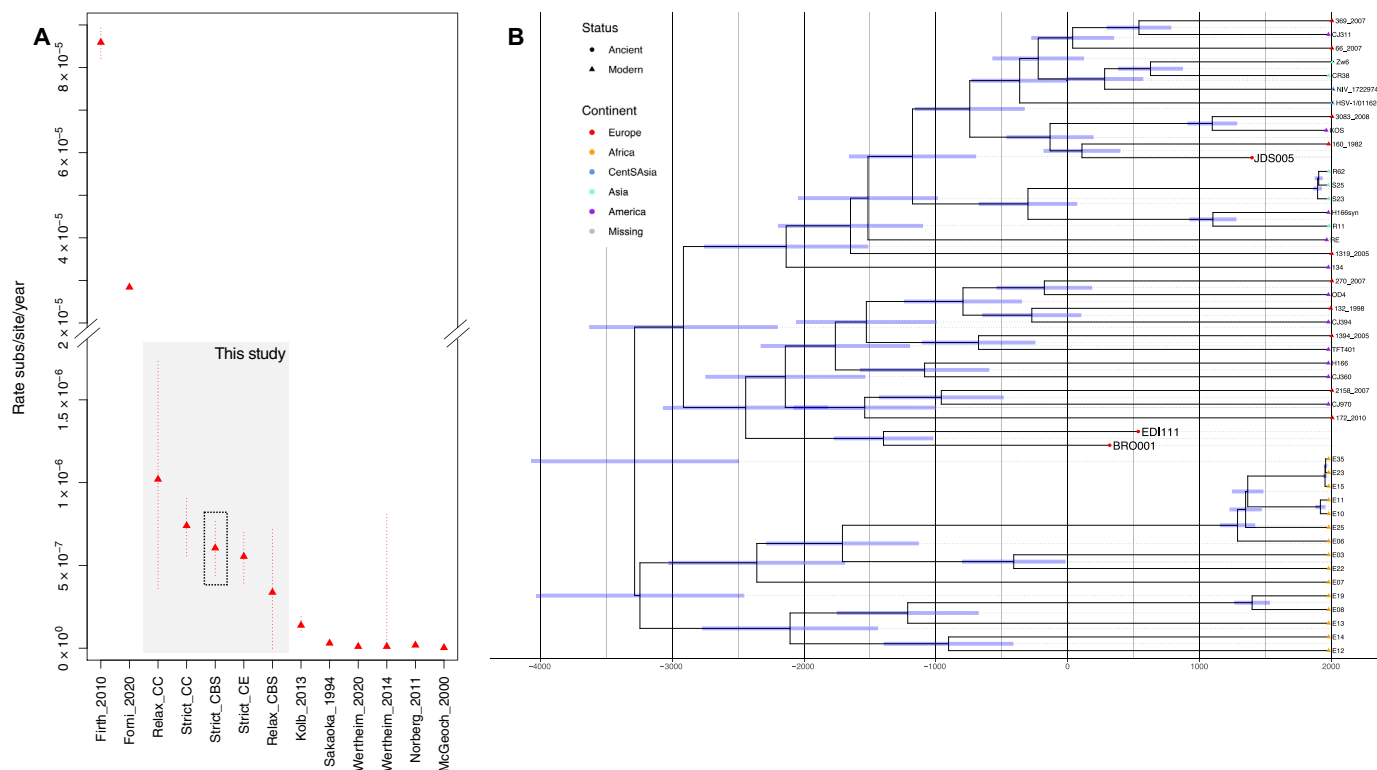 A
Rate subs/site/year
8 × 10⁻⁵
6 × 10⁻⁵
4 × 10⁻⁵
2 × 10⁻⁵
2
1.5 × 10⁻⁶
1 × 10⁻⁶
5 × 10⁻⁷
0 × 10⁰
This study
Firth_2010
Forni_2020
Relax_CC
Strict_CC
Strict_CBS
Strict_CE
Relax_CBS
Kolb_2013
Sakaoka_1994
Wertheim_2020
Wertheim_2014
Norberg_2011
McGeoch_2000
B
Status
Ancient
Modern
Continent
Europe
Africa
CentSAsia
Asia
America
Missing
369_2007
CJ311
66_2007
Zw6
CR38
NIV_1722974
HSV-1/011626
3083_2008
KOS
160_1982
JDS005
R62
S25
S23
H166syn
R11
RE
1319_2005
134
270_2007
OD4
132_1998
CJ394
1394_2005
TFT401
H166
CJ360
2158_2007
CJ970
172_2010
EDI111
BRO001
E35
E23
E15
E11
E10
E25
E06
E03
E22
E07
E19
E08
E13
E14
E12
-4000
-3000
-2000
-1000
0
1000
2000